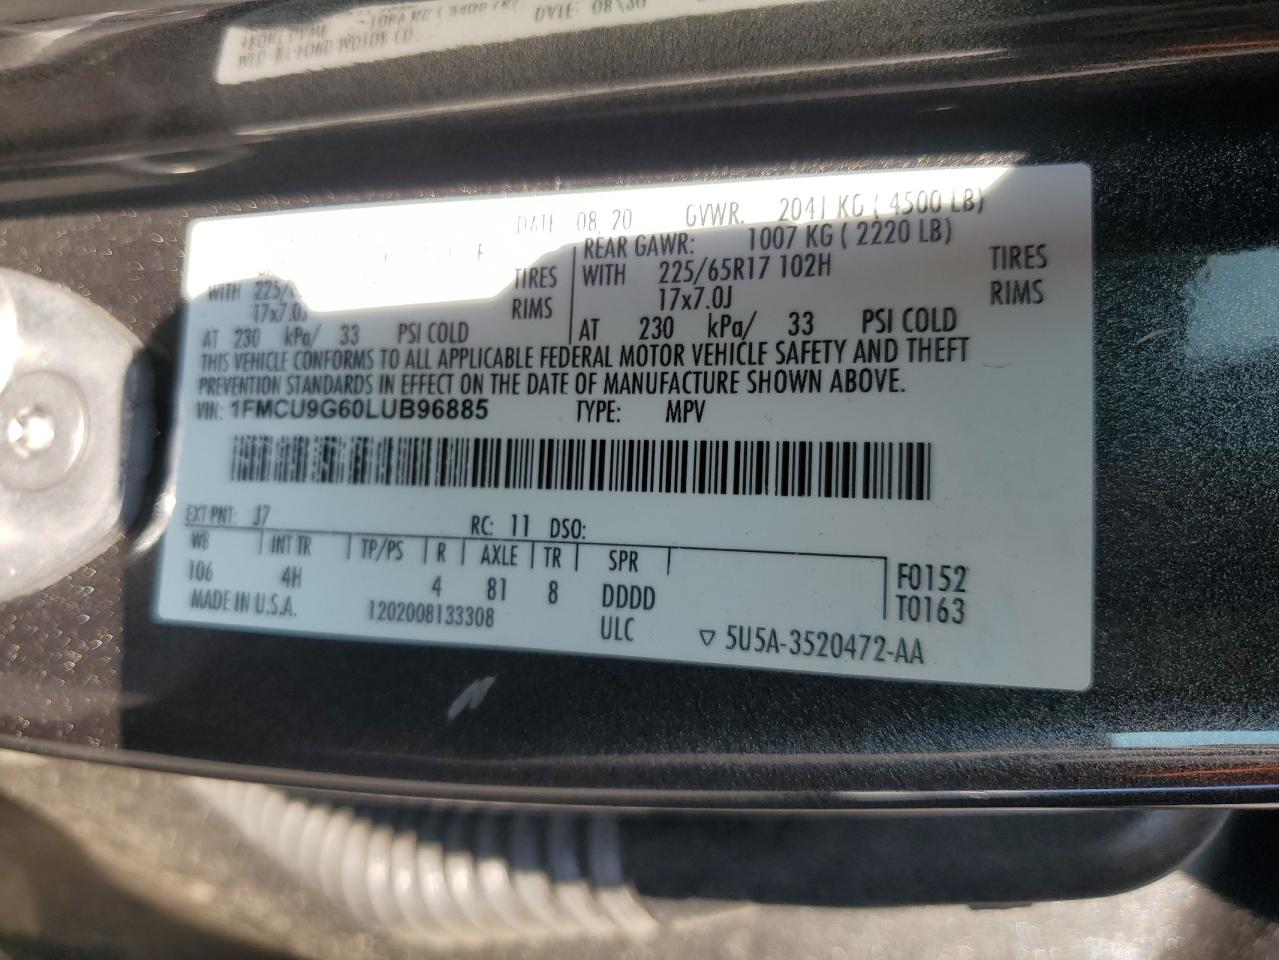 DATE: 08/20 GVWR: 2041 KG ( 4500 LB)
REAR GAWR: 1007 KG ( 2220 LB)
WITH TIRES WITH 225/65R17 102H TIRES
17x7.0J RIMS 17x7.0J RIMS
AT 230 kPa/ 33 PSI COLD AT 230 kPa/ 33 PSI COLD
THIS VEHICLE CONFORMS TO ALL APPLICABLE FEDERAL MOTOR VEHICLE SAFETY AND THEFT
PREVENTION STANDARDS IN EFFECT ON THE DATE OF MANUFACTURE SHOWN ABOVE.
VIN: 1FMCU9G60LUB96885 TYPE: MPV
EXT PNT: J7 RC: 11 DSO:
WB INT TR TP/PS R AXLE TR SPR
106 4H 4 81 8 DDDD F0152
MADE IN U.S.A. 1202008133308 ULC T0163
▽ 5U5A-3520472-AA